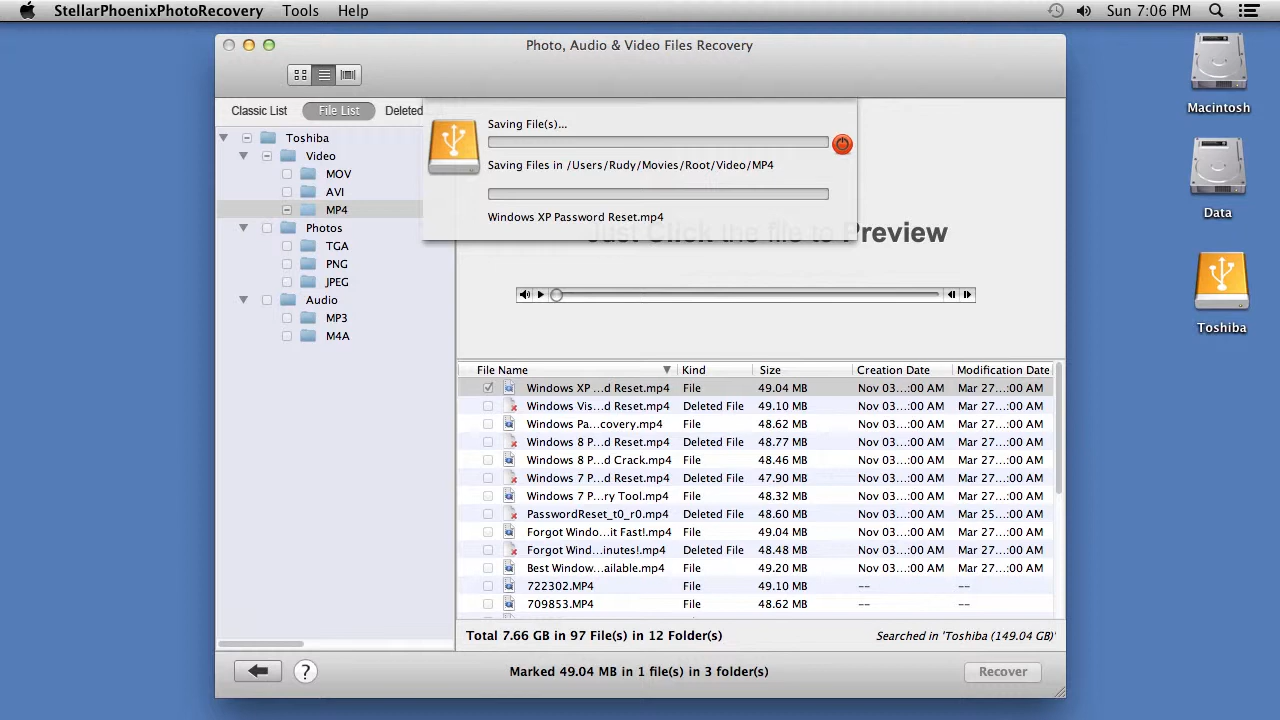 StellarPhoenixPhotoRecovery Tools Help Sun 7:06 PM
Photo, Audio & Video Files Recovery
Classic List File List Deleted
Toshiba
Video
MOV
AVI
MP4
Photos
TGA
PNG
JPEG
Audio
MP3
M4A
Saving File(s)...
Saving Files in /Users/Rudy/Movies/Root/Video/MP4
Windows XP Password Reset.mp4
Just Click the file to Preview
File Name Kind Size Creation Date Modification Date
Windows XP ...d Reset.mp4 File 49.04 MB Nov 03...:00 AM Mar 27...:00 AM
Windows Vis...d Reset.mp4 Deleted File 49.10 MB Nov 03...:00 AM Mar 27...:00 AM
Windows Pa...covery.mp4 File 48.62 MB Nov 03...:00 AM Mar 27...:00 AM
Windows 8 P...d Reset.mp4 Deleted File 48.77 MB Nov 03...:00 AM Mar 27...:00 AM
Windows 8 P...d Crack.mp4 File 48.46 MB Nov 03...:00 AM Mar 27...:00 AM
Windows 7 P...d Reset.mp4 Deleted File 47.90 MB Nov 03...:00 AM Mar 27...:00 AM
Windows 7 P...ry Tool.mp4 File 48.32 MB Nov 03...:00 AM Mar 27...:00 AM
PasswordReset_t0_r0.mp4 Deleted File 48.60 MB Nov 03...:00 AM Mar 25...:00 AM
Forgot Windo...it Fast!.mp4 File 49.04 MB Nov 03...:00 AM Mar 27...:00 AM
Forgot Wind...inutes!.mp4 Deleted File 48.48 MB Nov 03...:00 AM Mar 27...:00 AM
Best Window...ailable.mp4 File 49.20 MB Nov 03...:00 AM Mar 27...:00 AM
722302.MP4 File 49.10 MB -- --
709853.MP4 File 48.62 MB -- --
Total 7.66 GB in 97 File(s) in 12 Folder(s) Searched in 'Toshiba (149.04 GB)'
? Marked 49.04 MB in 1 file(s) in 3 folder(s) Recover
Macintosh
Data
Toshiba